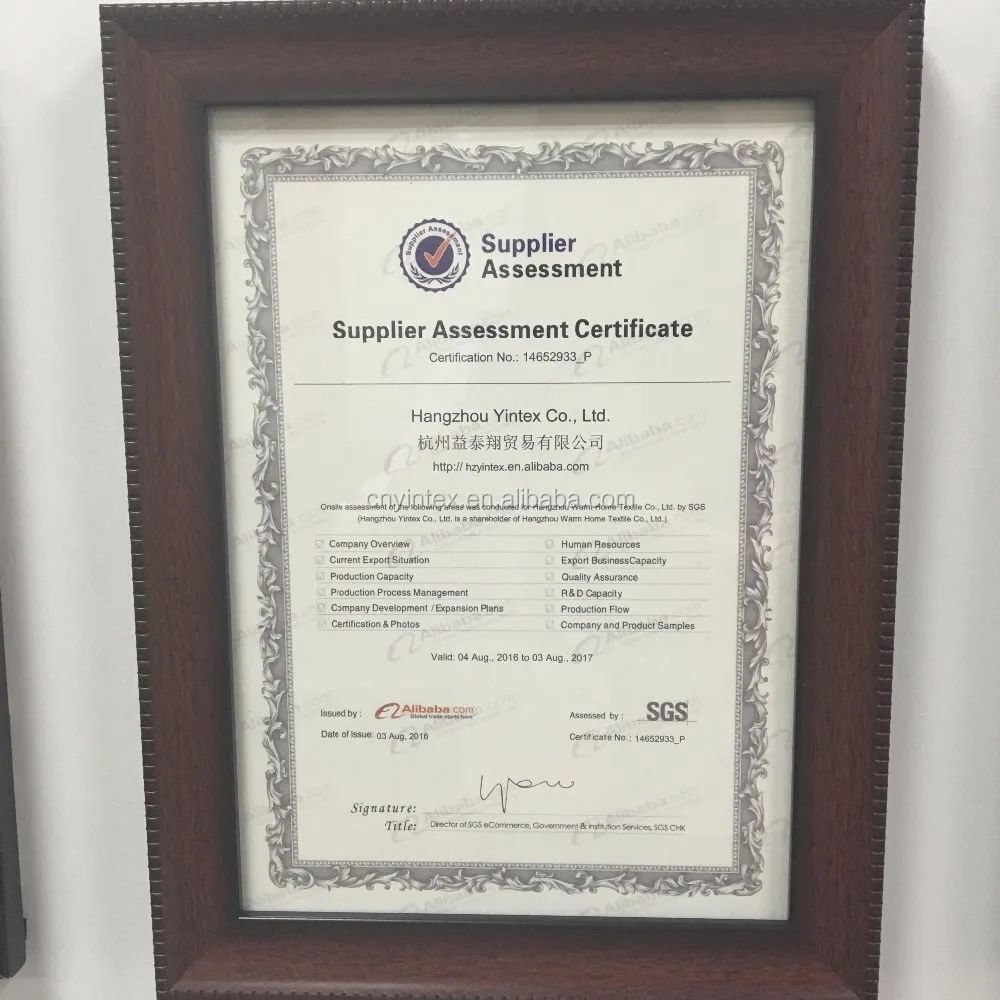 Supplier Assessment
Supplier
Assessment
Supplier Assessment Certificate
Certification No.: 14652933_P
Hangzhou Yintex Co., Ltd.
杭州益泰翔贸易有限公司
http:// hzyintex.en.alibaba.com
cnyintex.en.alibaba.com
Onsite assessment of the following areas was conducted for Hangzhou Warm Home Textile Co., Ltd. by SGS
(Hangzhou Yintex Co., Ltd. is a shareholder of Hangzhou Warm Home Textile Co., Ltd.)
Company Overview
Current Export Situation
Production Capacity
Production Process Management
Company Development / Expansion Plans
Certification & Photos
Human Resources
Export BusinessCapacity
Quality Assurance
R&D Capacity
Production Flow
Company and Product Samples
Valid: 04 Aug., 2016 to 03 Aug., 2017
Issued by: Alibaba.com
Global trade starts here
Date of Issue: 03 Aug, 2016
Assessed by: SGS
Certificate No.: 14652933_P
Signature:
Title: Director of SGS eCommerce, Government & Institution Services, SGS CHK